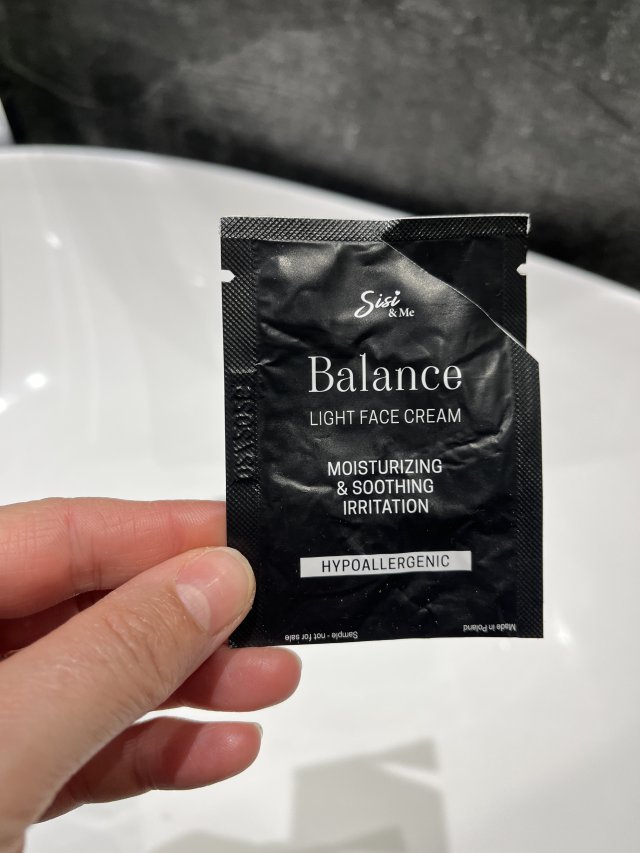 Sisi
& Me
Balance
LIGHT FACE CREAM
MOISTURIZING
& SOOTHING
IRRITATION
HYPOALLERGENIC
Sample - not for sale
Made in Poland